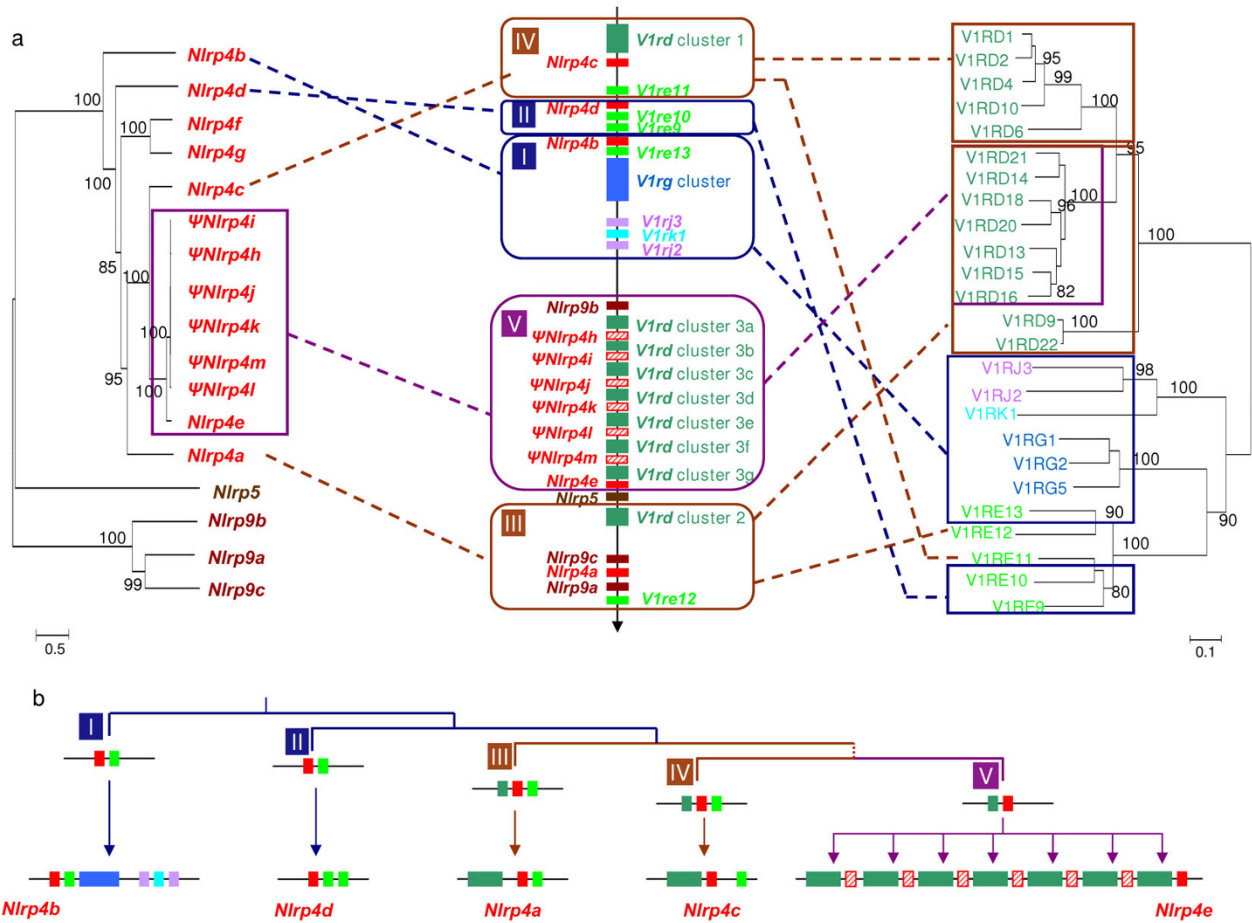 a
Nlrp4b
Nlrp4d
Nlrp4f
Nlrp4g
Nlrp4c
ΨNlrp4i
ΨNlrp4h
ΨNlrp4j
ΨNlrp4k
ΨNlrp4m
ΨNlrp4l
Nlrp4e
Nlrp4a
Nlrp5
Nlrp9b
Nlrp9a
Nlrp9c
100
100
100
85
100
100
100
95
100
99
0.5
IV
V1rd cluster 1
Nlrp4c
V1re11
II
Nlrp4d
V1re10
V1re9
I
Nlrp4b
V1re13
V1rg cluster
V1rj3
V1rk1
V1rj2
V
Nlrp9b
V1rd cluster 3a
ΨNlrp4h
V1rd cluster 3b
ΨNlrp4i
V1rd cluster 3c
ΨNlrp4j
V1rd cluster 3d
ΨNlrp4k
V1rd cluster 3e
ΨNlrp4l
V1rd cluster 3f
ΨNlrp4m
V1rd cluster 3g
Nlrp4e
Nlrp5
III
V1rd cluster 2
Nlrp9c
Nlrp4a
Nlrp9a
V1re12
V1RD1
V1RD2
V1RD4
V1RD10
V1RD6
V1RD21
V1RD14
V1RD18
V1RD20
V1RD13
V1RD15
V1RD16
V1RD9
V1RD22
V1RJ3
V1RJ2
V1RK1
V1RG1
V1RG2
V1RG5
V1RE13
V1RE12
V1RE11
V1RE10
V1RE9
95
99
100
95
100
96
82
100
100
98
100
100
90
100
90
80
0.1
b
I
II
III
IV
V
Nlrp4b
Nlrp4d
Nlrp4a
Nlrp4c
Nlrp4e